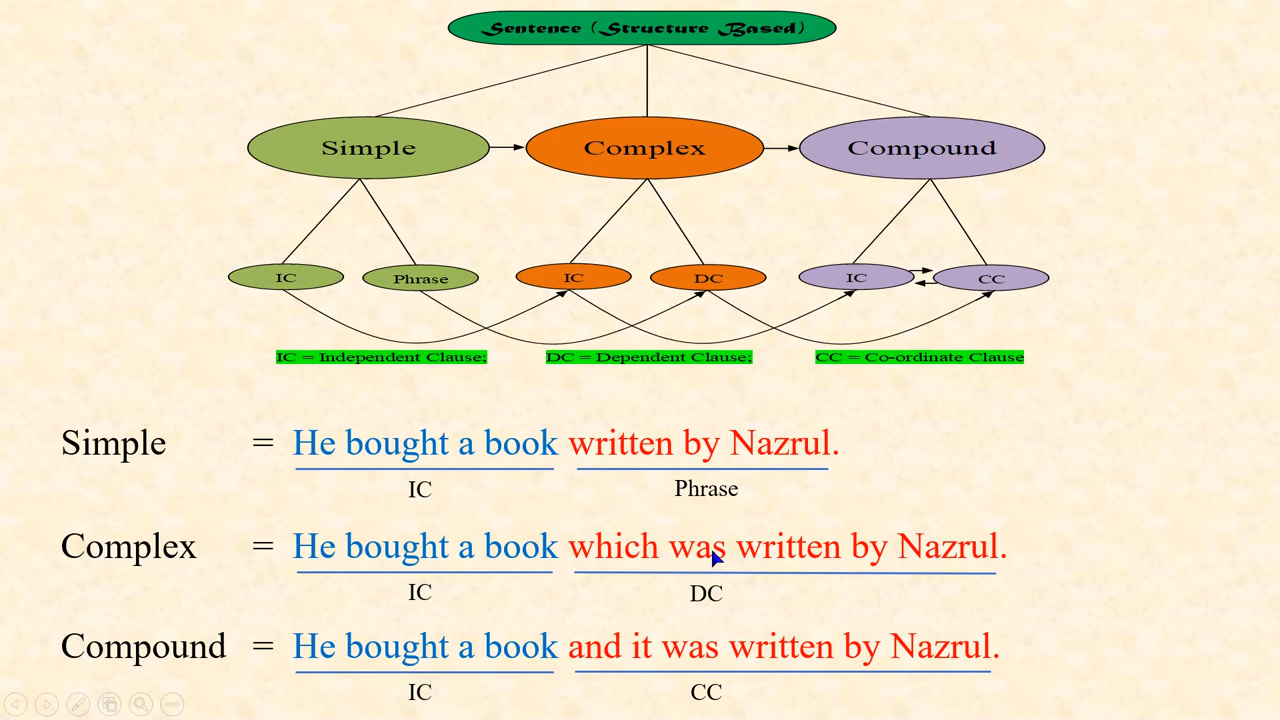 Sentence (Structure Based)
Simple Complex Compound
IC Phrase IC DC IC CC
IC = Independent Clause; DC = Dependent Clause; CC = Co-ordinate Clause
Simple = He bought a book written by Nazrul.
IC Phrase
Complex = He bought a book which was written by Nazrul.
IC DC
Compound = He bought a book and it was written by Nazrul.
IC CC